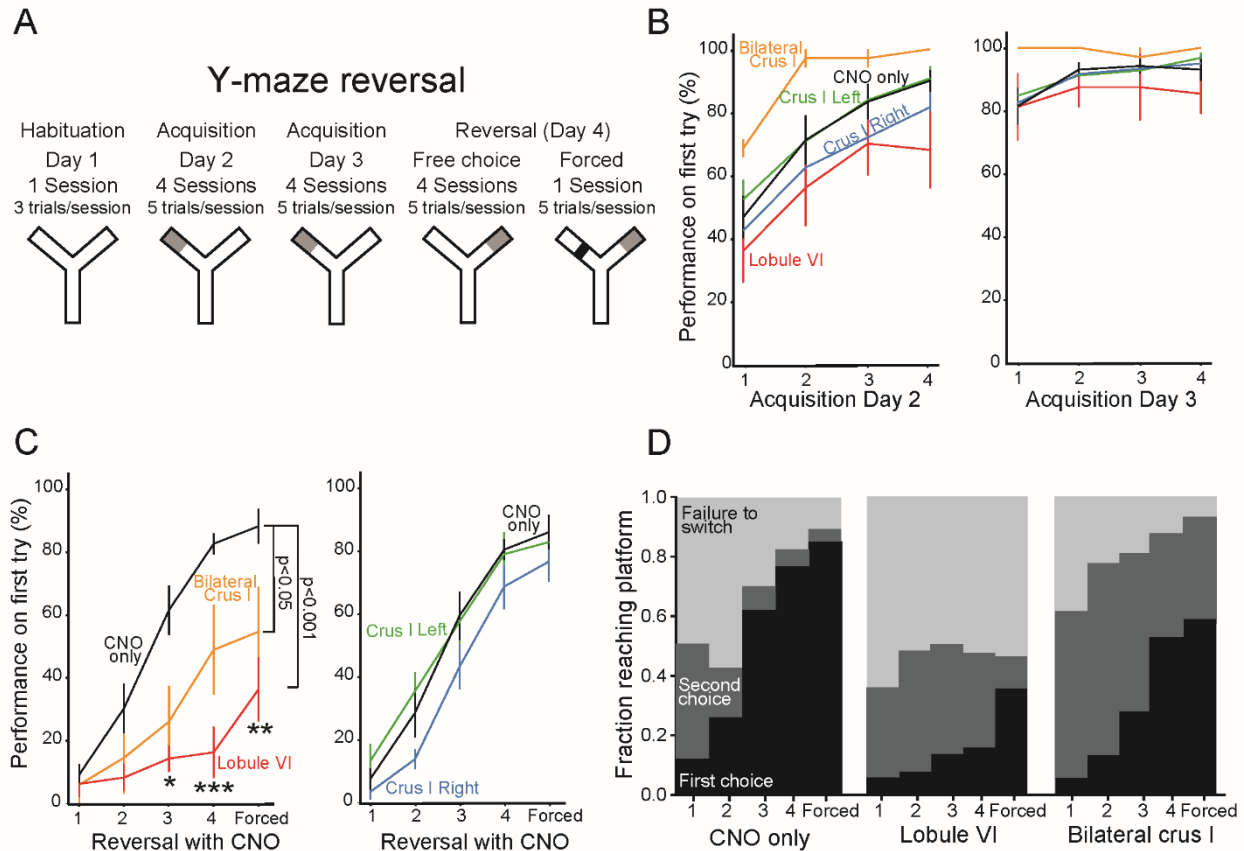 A
Y-maze reversal
Habituation
Day 1
1 Session
3 trials/session
Acquisition
Day 2
4 Sessions
5 trials/session
Acquisition
Day 3
4 Sessions
5 trials/session
Reversal (Day 4)
Free choice
4 Sessions
5 trials/session
Forced
1 Session
5 trials/session
B
Performance on first try (%)
100
80
60
40
20
0
Bilateral
Crus I
CNO only
Crus I Left
Crus I Right
Lobule VI
1 2 3 4
Acquisition Day 2
100
80
60
40
20
0
1 2 3 4
Acquisition Day 3
C
Performance on first try (%)
100
80
60
40
20
0
CNO
only
Bilateral
Crus I
Lobule VI
p<0.05
p<0.001
*
***
**
1 2 3 4 Forced
Reversal with CNO
100
80
60
40
20
0
CNO
only
Crus I Left
Crus I Right
1 2 3 4 Forced
Reversal with CNO
D
Fraction reaching platform
1.0
0.8
0.6
0.4
0.2
0.0
Failure to
switch
Second
choice
First choice
1 2 3 4 Forced
CNO only
1 2 3 4 Forced
Lobule VI
1 2 3 4 Forced
Bilateral crus I